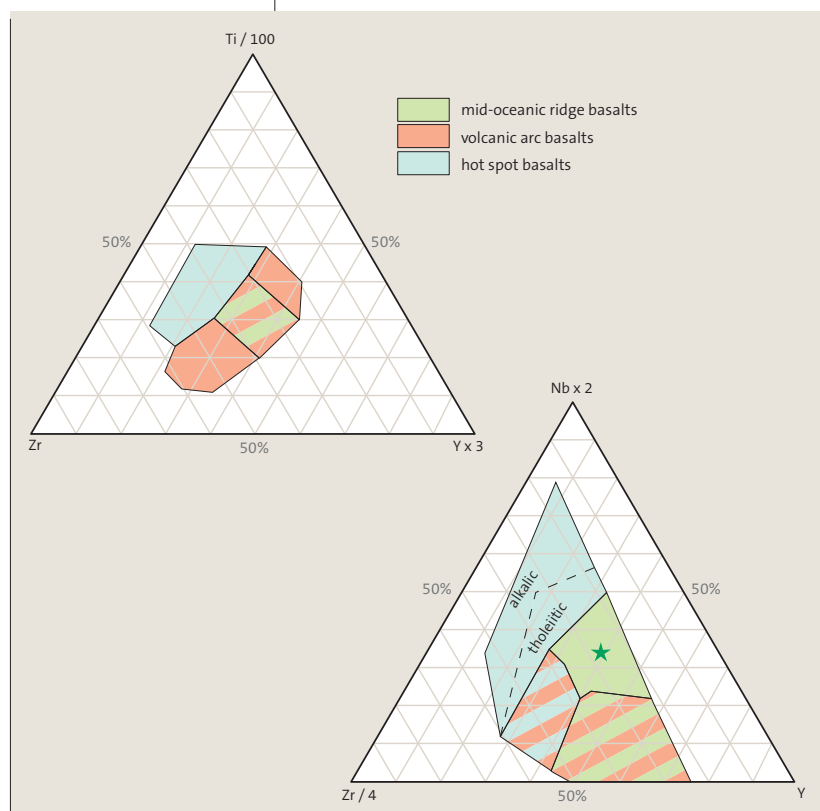 Ti / 100
mid-oceanic ridge basalts
volcanic arc basalts
hot spot basalts
50%
50%
Zr
50%
Y x 3
Nb x 2
50%
50%
alkalic
tholeiitic
Zr / 4
50%
Y